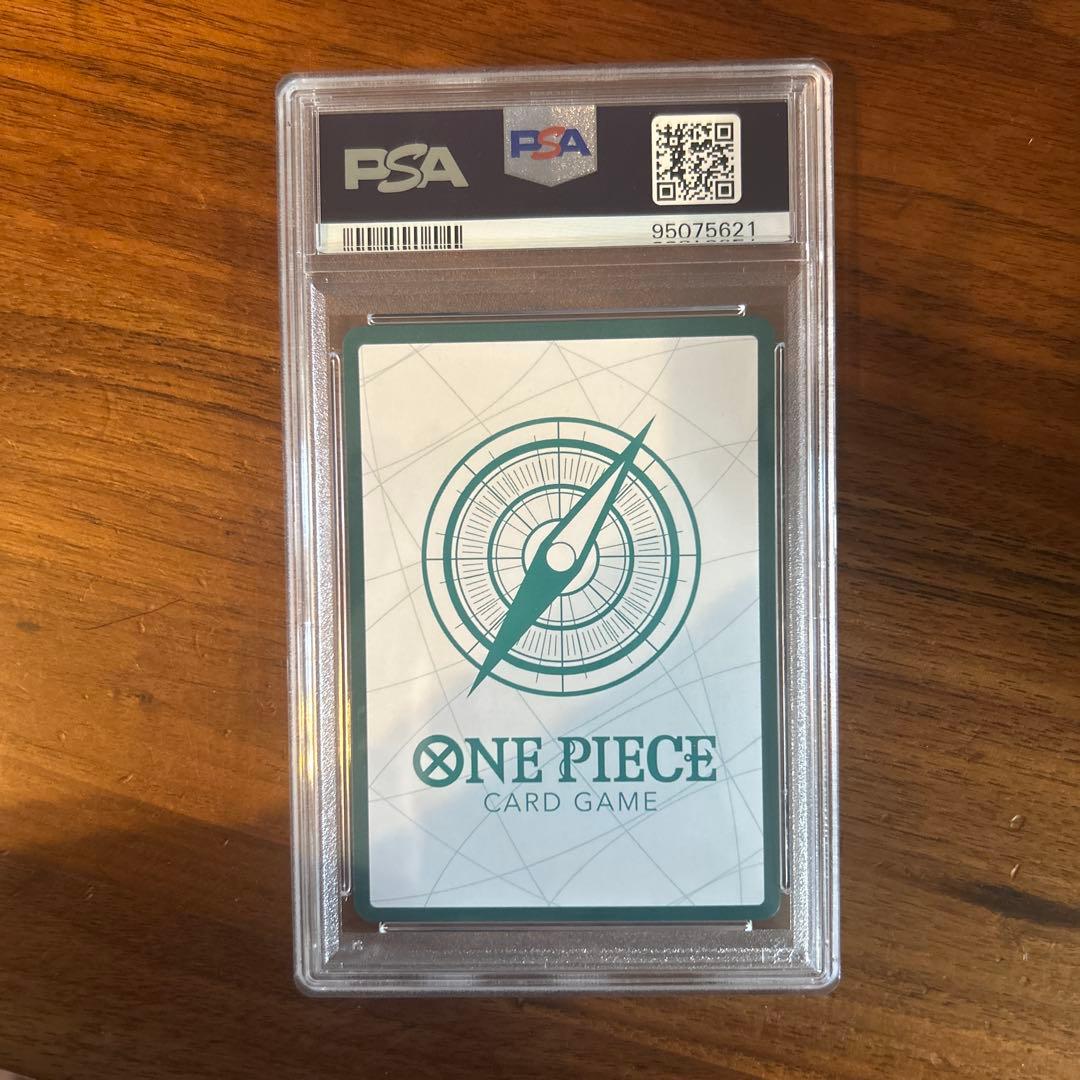 PSA
PSA
95075621
ONE PIECE
CARD GAME